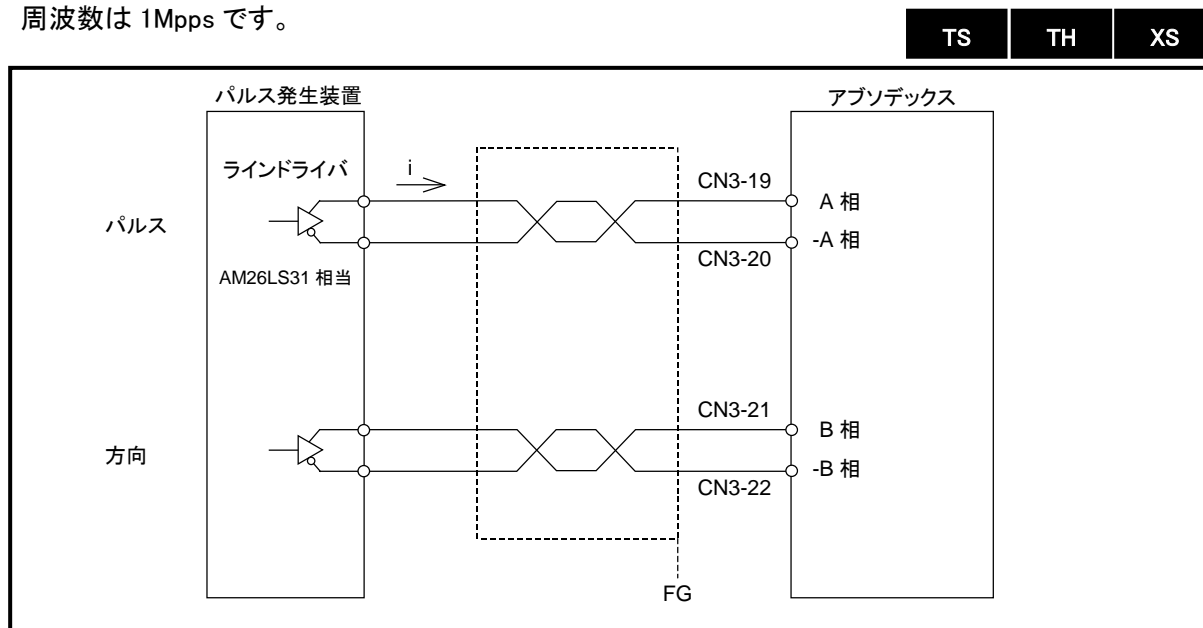 周波数は 1Mpps です。
TS TH XS
パルス発生装置
アブソデックス
ラインドライバ
i
CN3-19
A 相
パルス
-A 相
CN3-20
AM26LS31 相当
CN3-21
B 相
方向
-B 相
CN3-22
FG